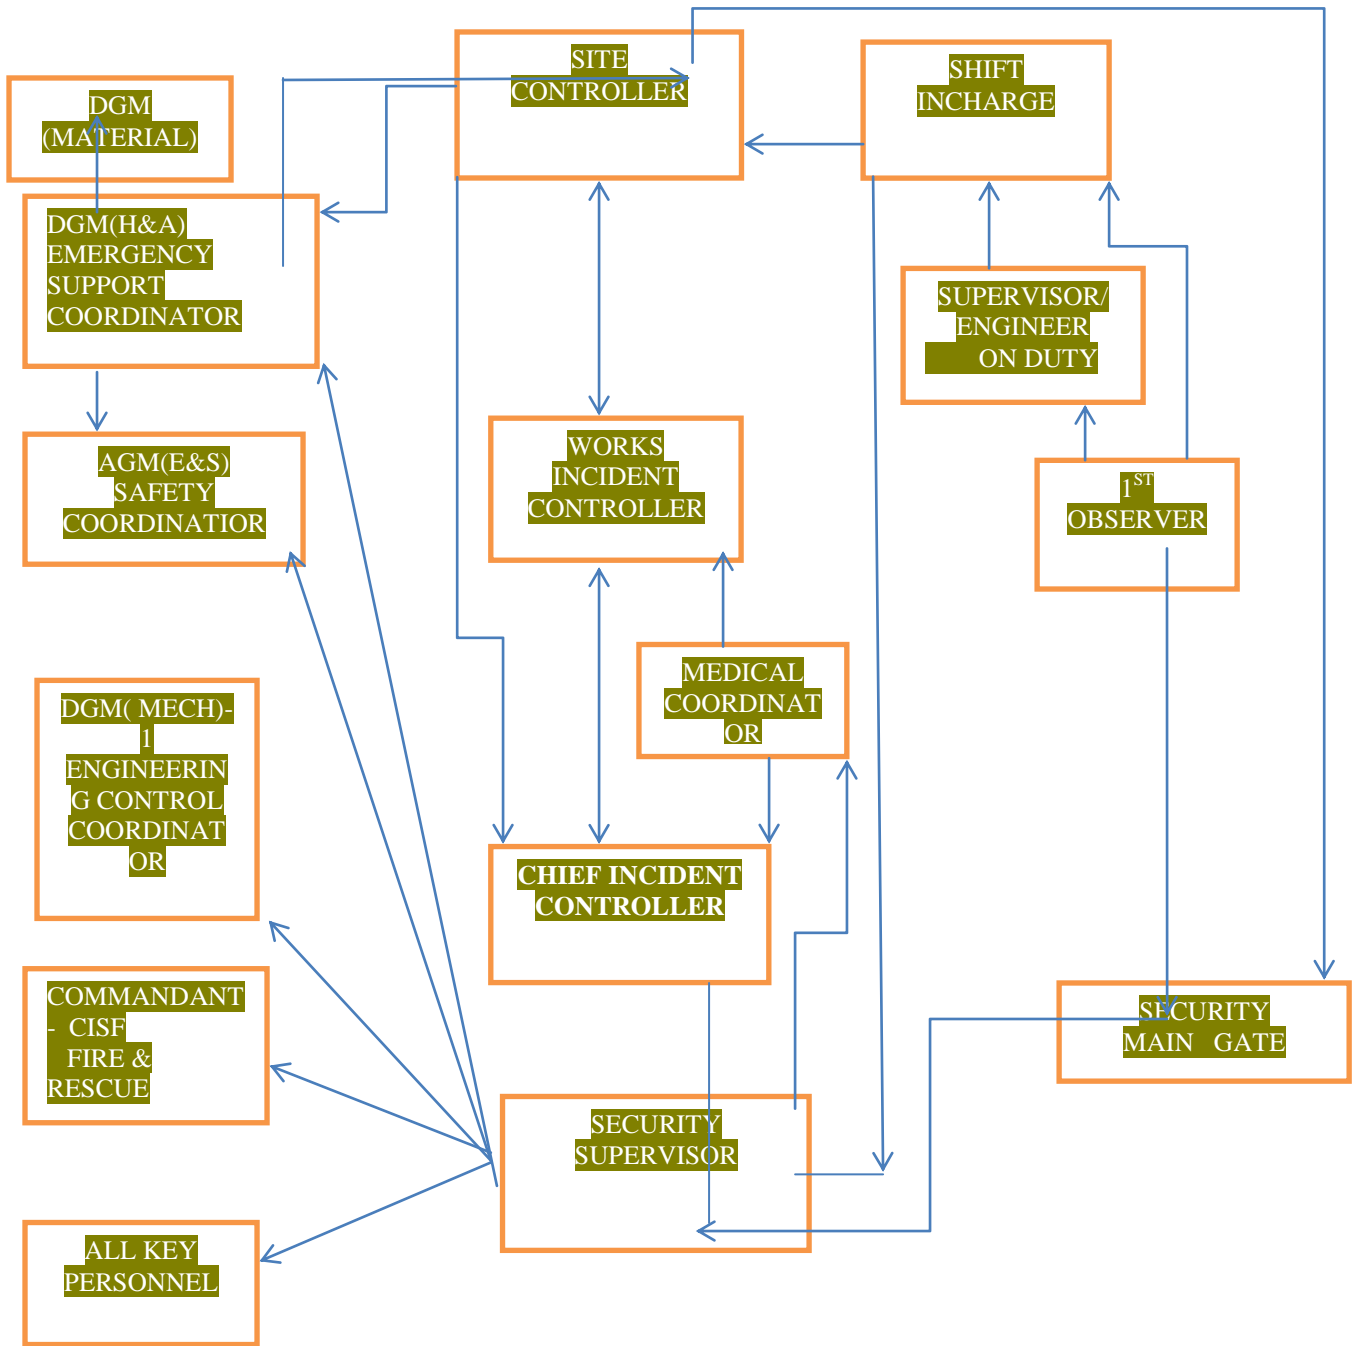 SITE
CONTROLLER
SHIFT
INCHARGE
DGM
(MATERIAL)
DGM(H&A)
EMERGENCY
SUPPORT
COORDINATOR
SUPERVISOR/
ENGINEER
ON DUTY
AGM(E&S)
SAFETY
COORDINATIOR
WORKS
INCIDENT
CONTROLLER
1ST
OBSERVER
DGM( MECH)-
1
ENGINEERIN
G CONTROL
COORDINAT
OR
MEDICAL
COORDINAT
OR
CHIEF INCIDENT
CONTROLLER
COMMANDANT
- CISF
FIRE &
RESCUE
SECURITY
MAIN GATE
SECURITY
SUPERVISOR
ALL KEY
PERSONNEL